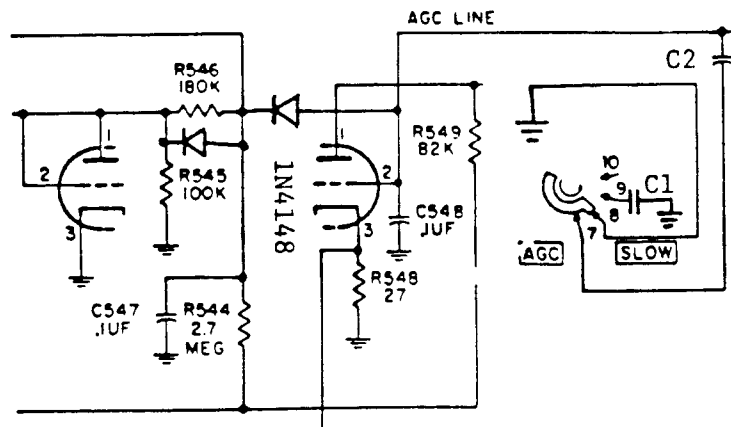 AGC LINE
C2
R546
180K
1
2
3
R545
100K
1N4148
1
2
3
R549
82K
C548
.1UF
R548
27
C547
.1UF
R544
2.7
MEG
10
9
8
7
C1
AGC
SLOW